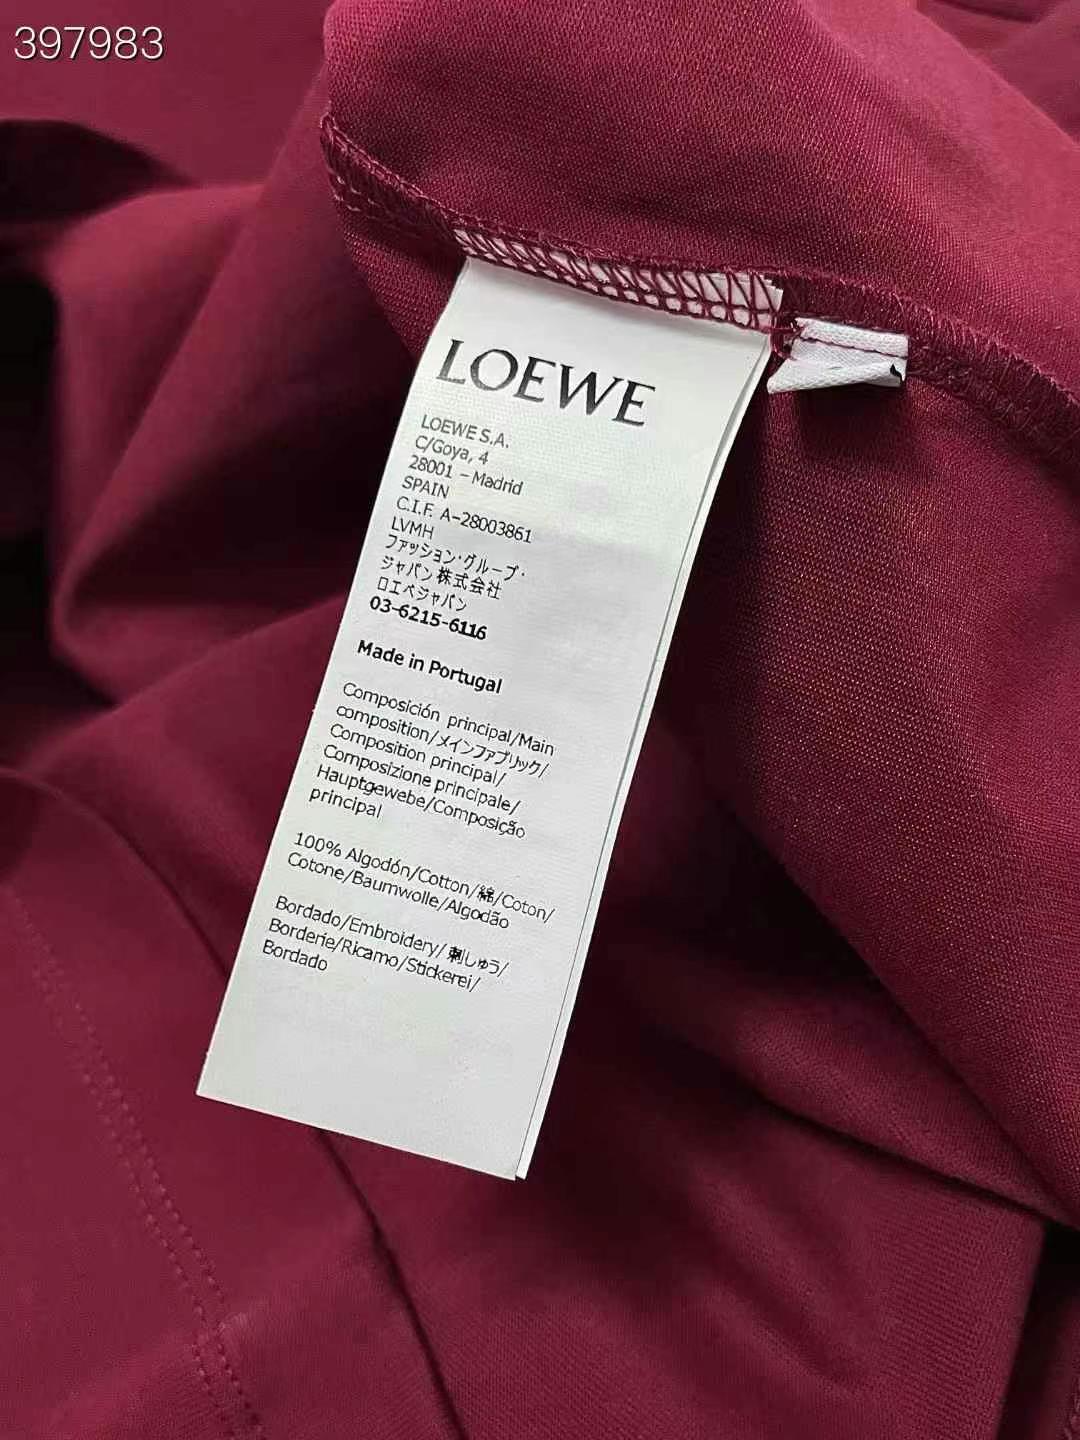 397983
LOEWE
LOEWE S.A.
C/Goya, 4
28001 – Madrid
SPAIN
C.I.F. A-28003861
LVMH
ファッション・グループ・
ジャパン株式会社
ロエベジャパン
03-6215-6116
Made in Portugal
Composición principal/Main
composition/メインファブリック/
Composition principal/
Composizione principale/
Hauptgewebe/Composição
principal
100% Algodón/Cotton/綿/Coton/
Cotone/Baumwolle/Algodão
Bordado/Embroidery/刺しゅう/
Borderie/Ricamo/Stickerei/
Bordado